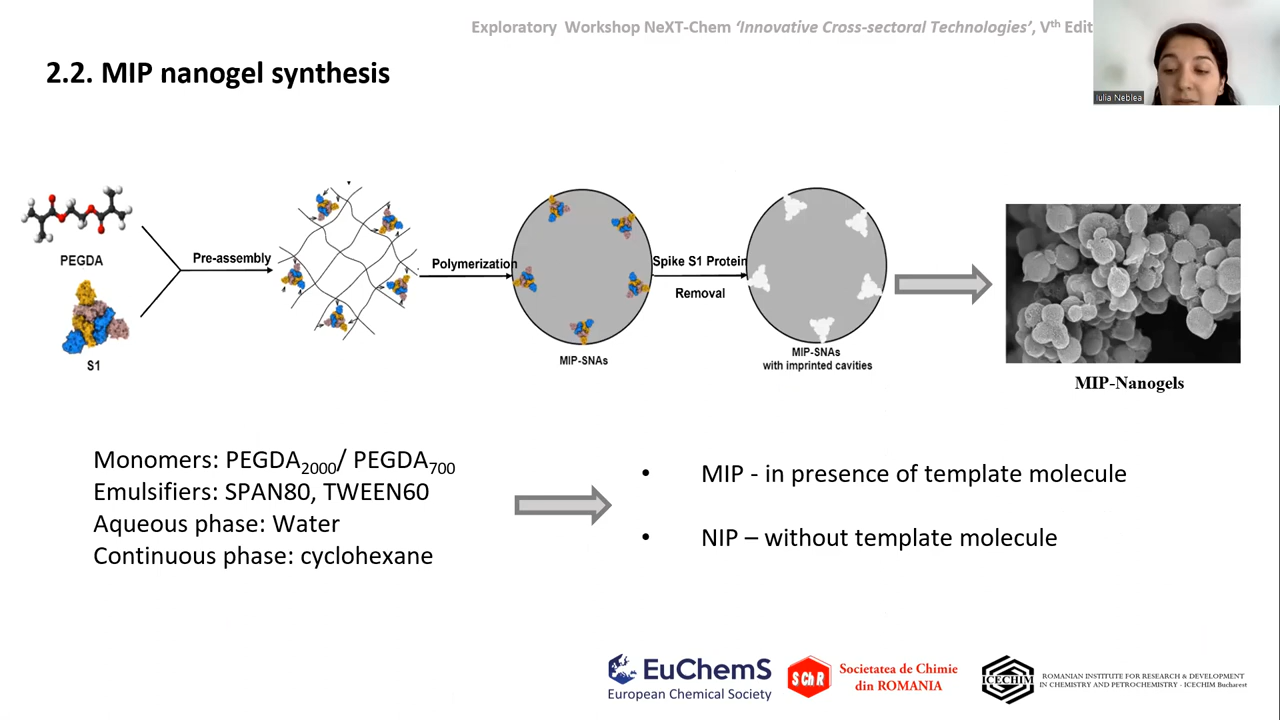 Exploratory Workshop NeXT-Chem ‘Innovative Cross-sectoral Technologies’, Vth Edit
2.2. MIP nanogel synthesis
Iulia Neblea
PEGDA
S1
Pre-assembly
Polymerization
MIP-SNAs
Spike S1 Protein
Removal
MIP-SNAs
with imprinted cavities
MIP-Nanogels
Monomers: PEGDA2000/ PEGDA700
Emulsifiers: SPAN80, TWEEN60
Aqueous phase: Water
Continuous phase: cyclohexane
• MIP - in presence of template molecule
• NIP – without template molecule
EuChemS
European Chemical Society
S Ch R
Societatea de Chimie
din ROMANIA
ICECHIM
ROMANIAN INSTITUTE FOR RESEARCH & DEVELOPMENT
IN CHEMISTRY AND PETROCHEMISTRY - ICECHIM Bucharest